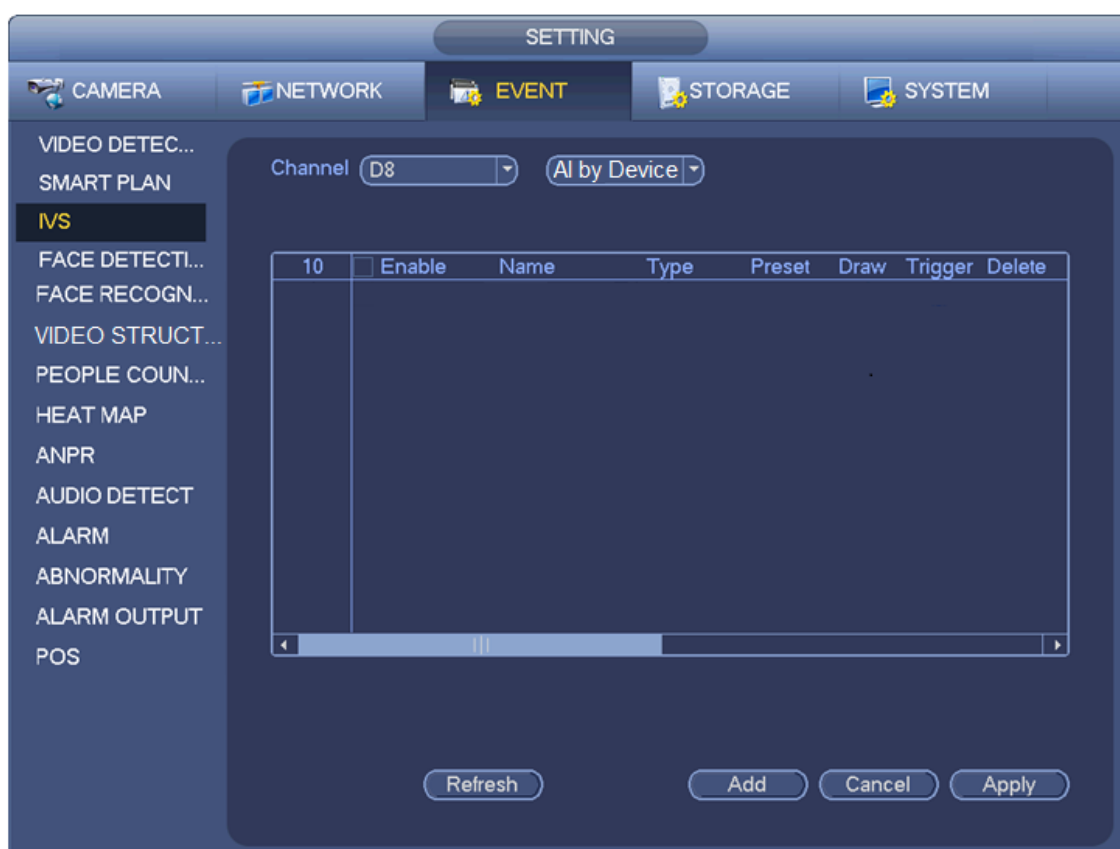 SETTING
CAMERA NETWORK EVENT STORAGE SYSTEM
VIDEO DETEC...
SMART PLAN
IVS
FACE DETECTI...
FACE RECOGN...
VIDEO STRUCT...
PEOPLE COUN...
HEAT MAP
ANPR
AUDIO DETECT
ALARM
ABNORMALITY
ALARM OUTPUT
POS
Channel D8 AI by Device
10 Enable Name Type Preset Draw Trigger Delete
Refresh Add Cancel Apply